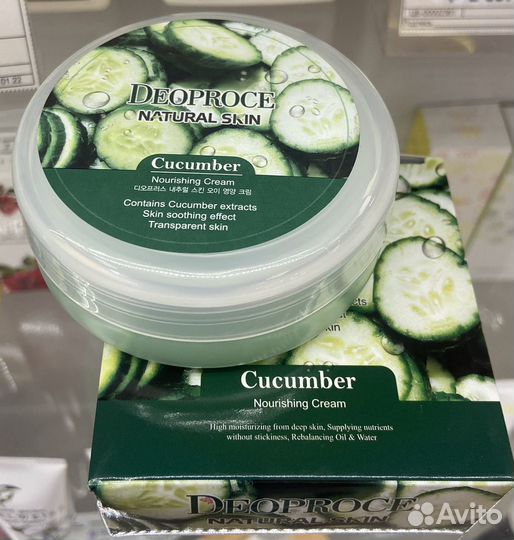 DEOPROCE
NATURAL SKIN
Cucumber
Nourishing Cream
디오프러스 내추럴 스킨 오이 영양 크림
Contains Cucumber extracts
Skin soothing effect
Transparent skin
Cucumber
Nourishing Cream
High moisturizing from deep skin, Supplying nutrients
without stickiness, Rebalancing Oil & Water
DEOPROCE
NATURAL SKIN
Avito